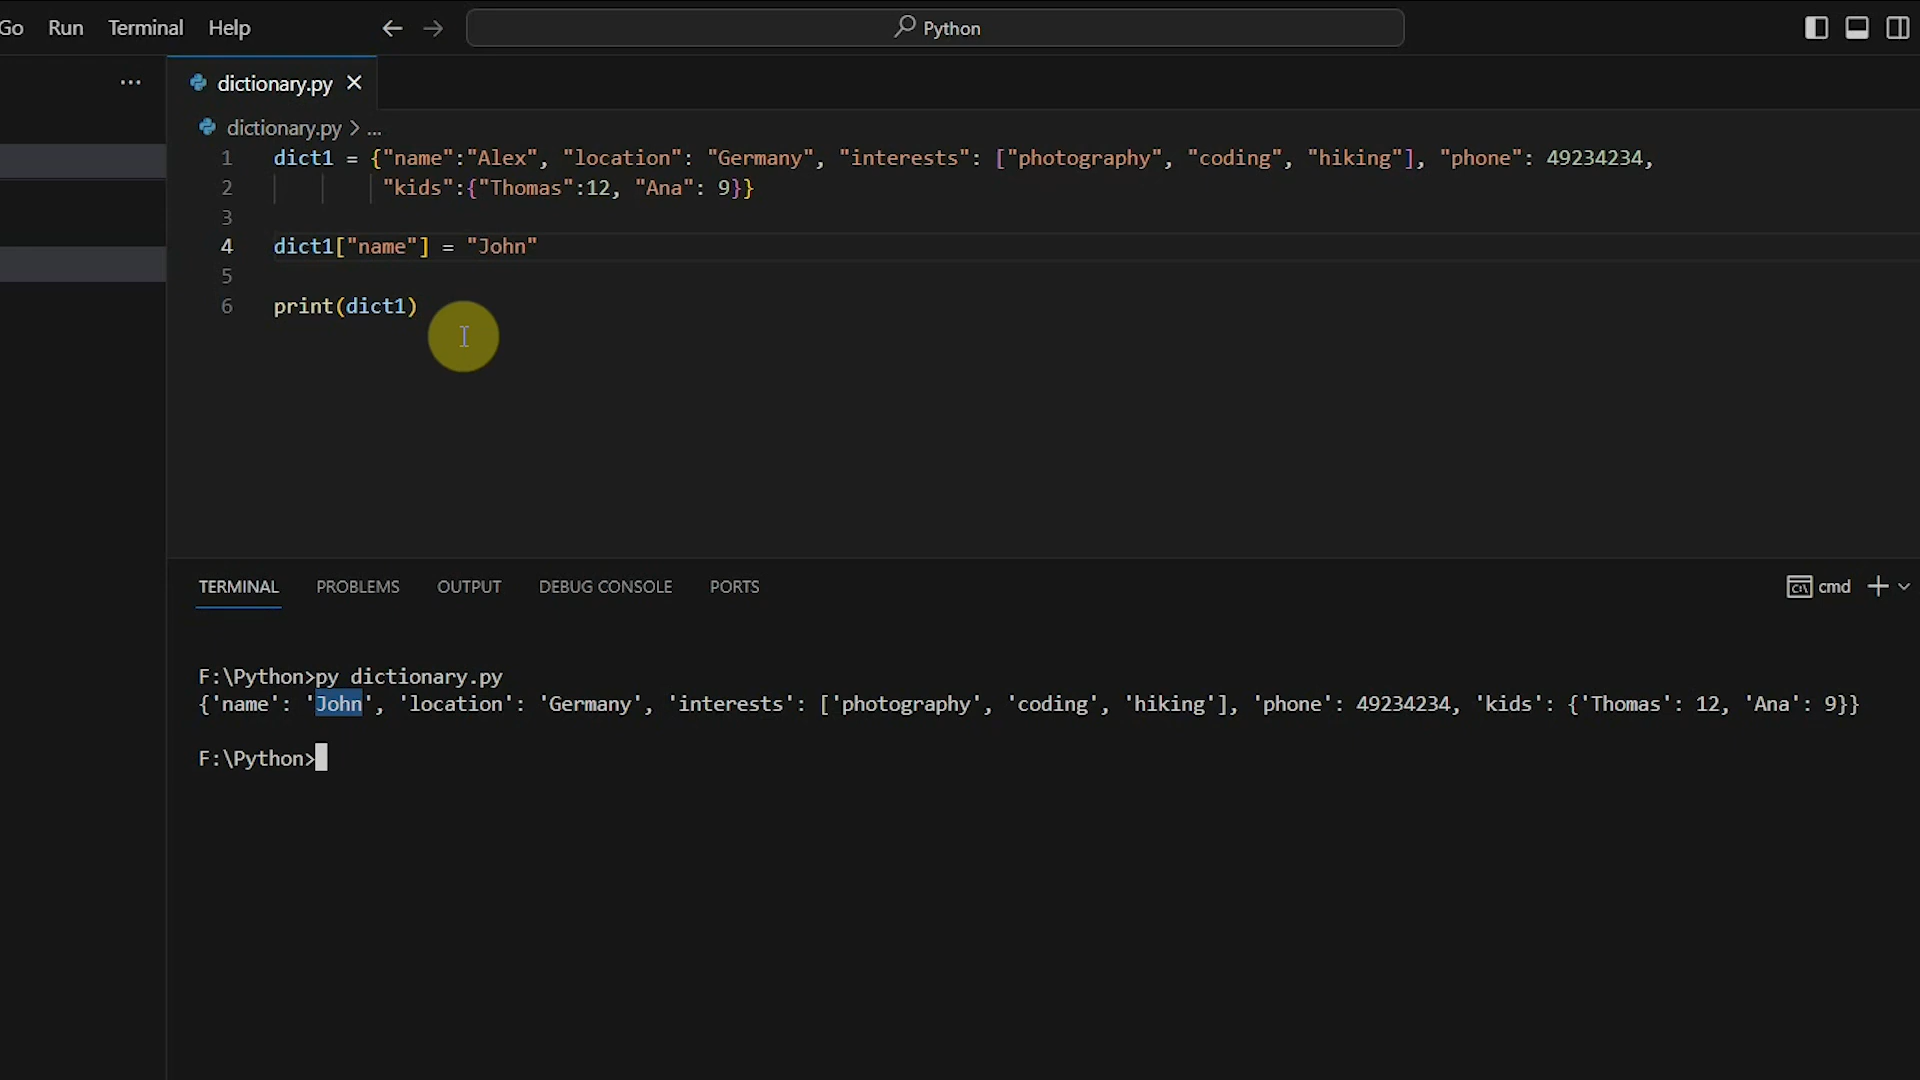 Go Run Terminal Help Python
dictionary.py
dictionary.py > ...
1 dict1 = {"name":"Alex", "location": "Germany", "interests": ["photography", "coding", "hiking"], "phone": 49234234,
2 "kids":{"Thomas":12, "Ana": 9}}
3
4 dict1["name"] = "John"
5
6 print(dict1)
TERMINAL PROBLEMS OUTPUT DEBUG CONSOLE PORTS cmd
F:\Python>py dictionary.py
{'name': 'John', 'location': 'Germany', 'interests': ['photography', 'coding', 'hiking'], 'phone': 49234234, 'kids': {'Thomas': 12, 'Ana': 9}}
F:\Python>